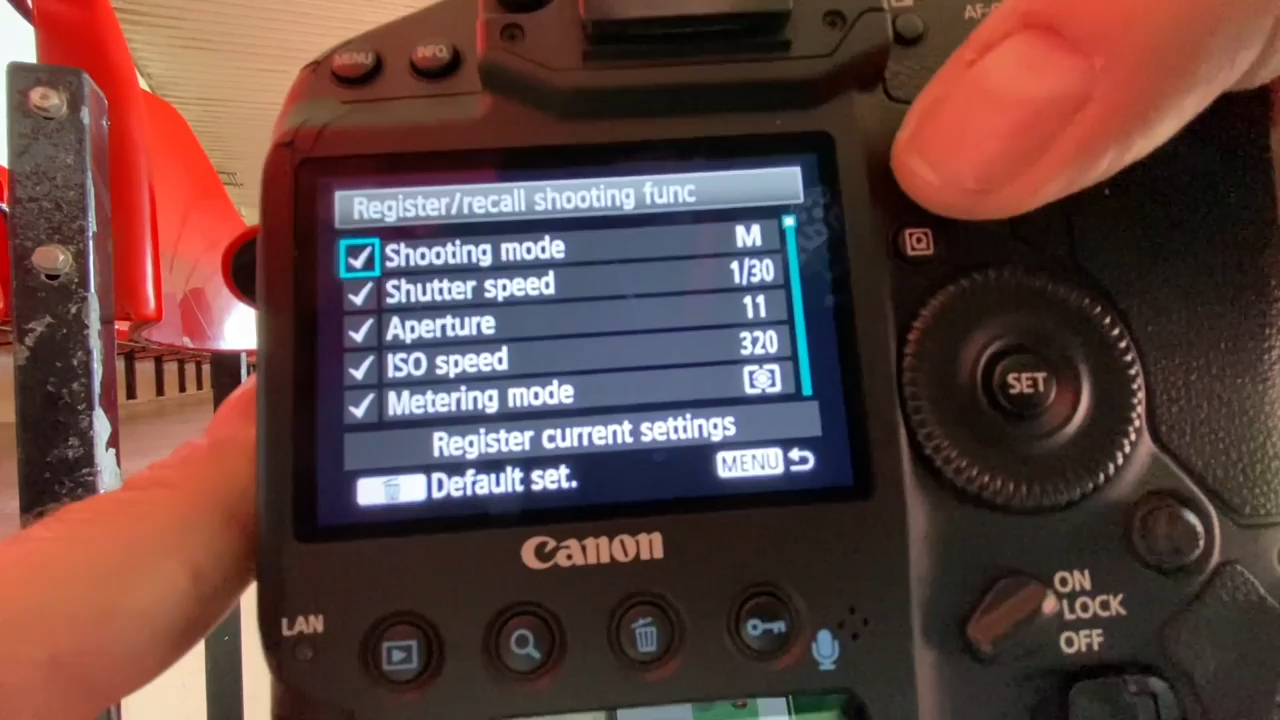 MENU
INFO
AF-
Register/recall shooting func
Shooting mode M
Shutter speed 1/30
Aperture 11
ISO speed 320
Metering mode
Register current settings
Default set. MENU
Canon
Q
SET
LAN
ON
LOCK
OFF